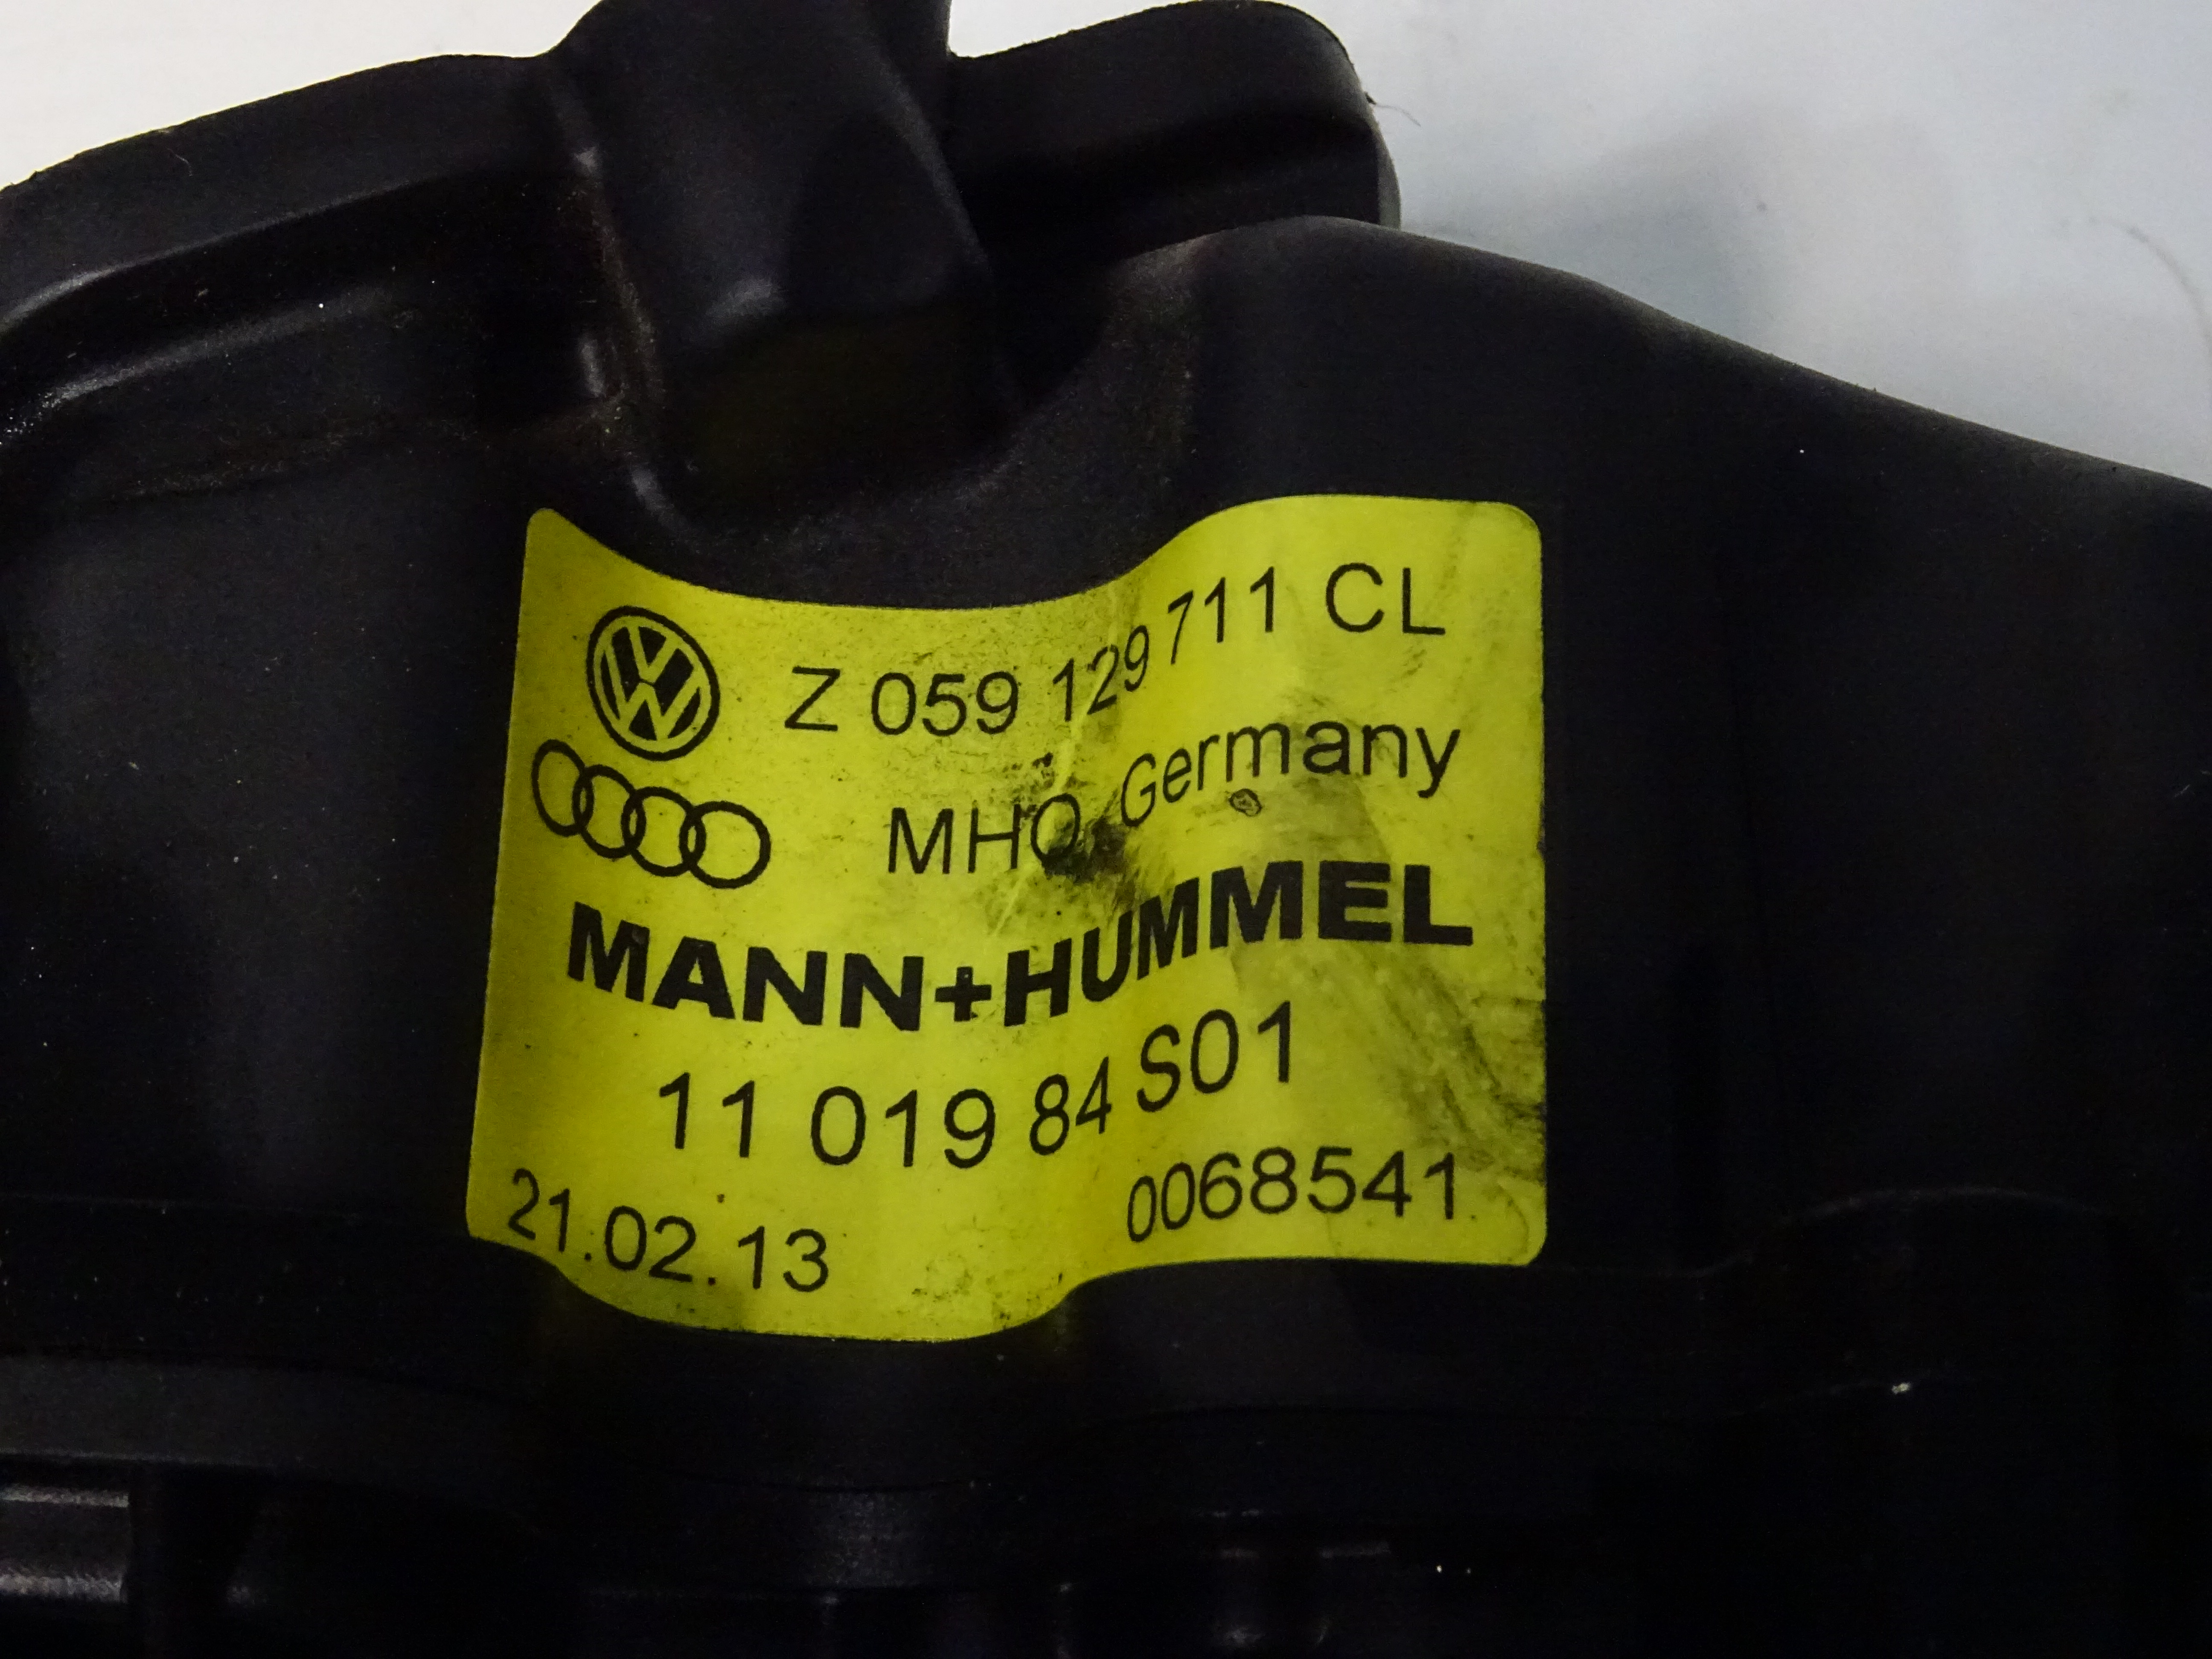 Z 059 129 711 CL
MHO Germany
MANN+HUMMEL
11 019 84 S01
21.02.13 0068541